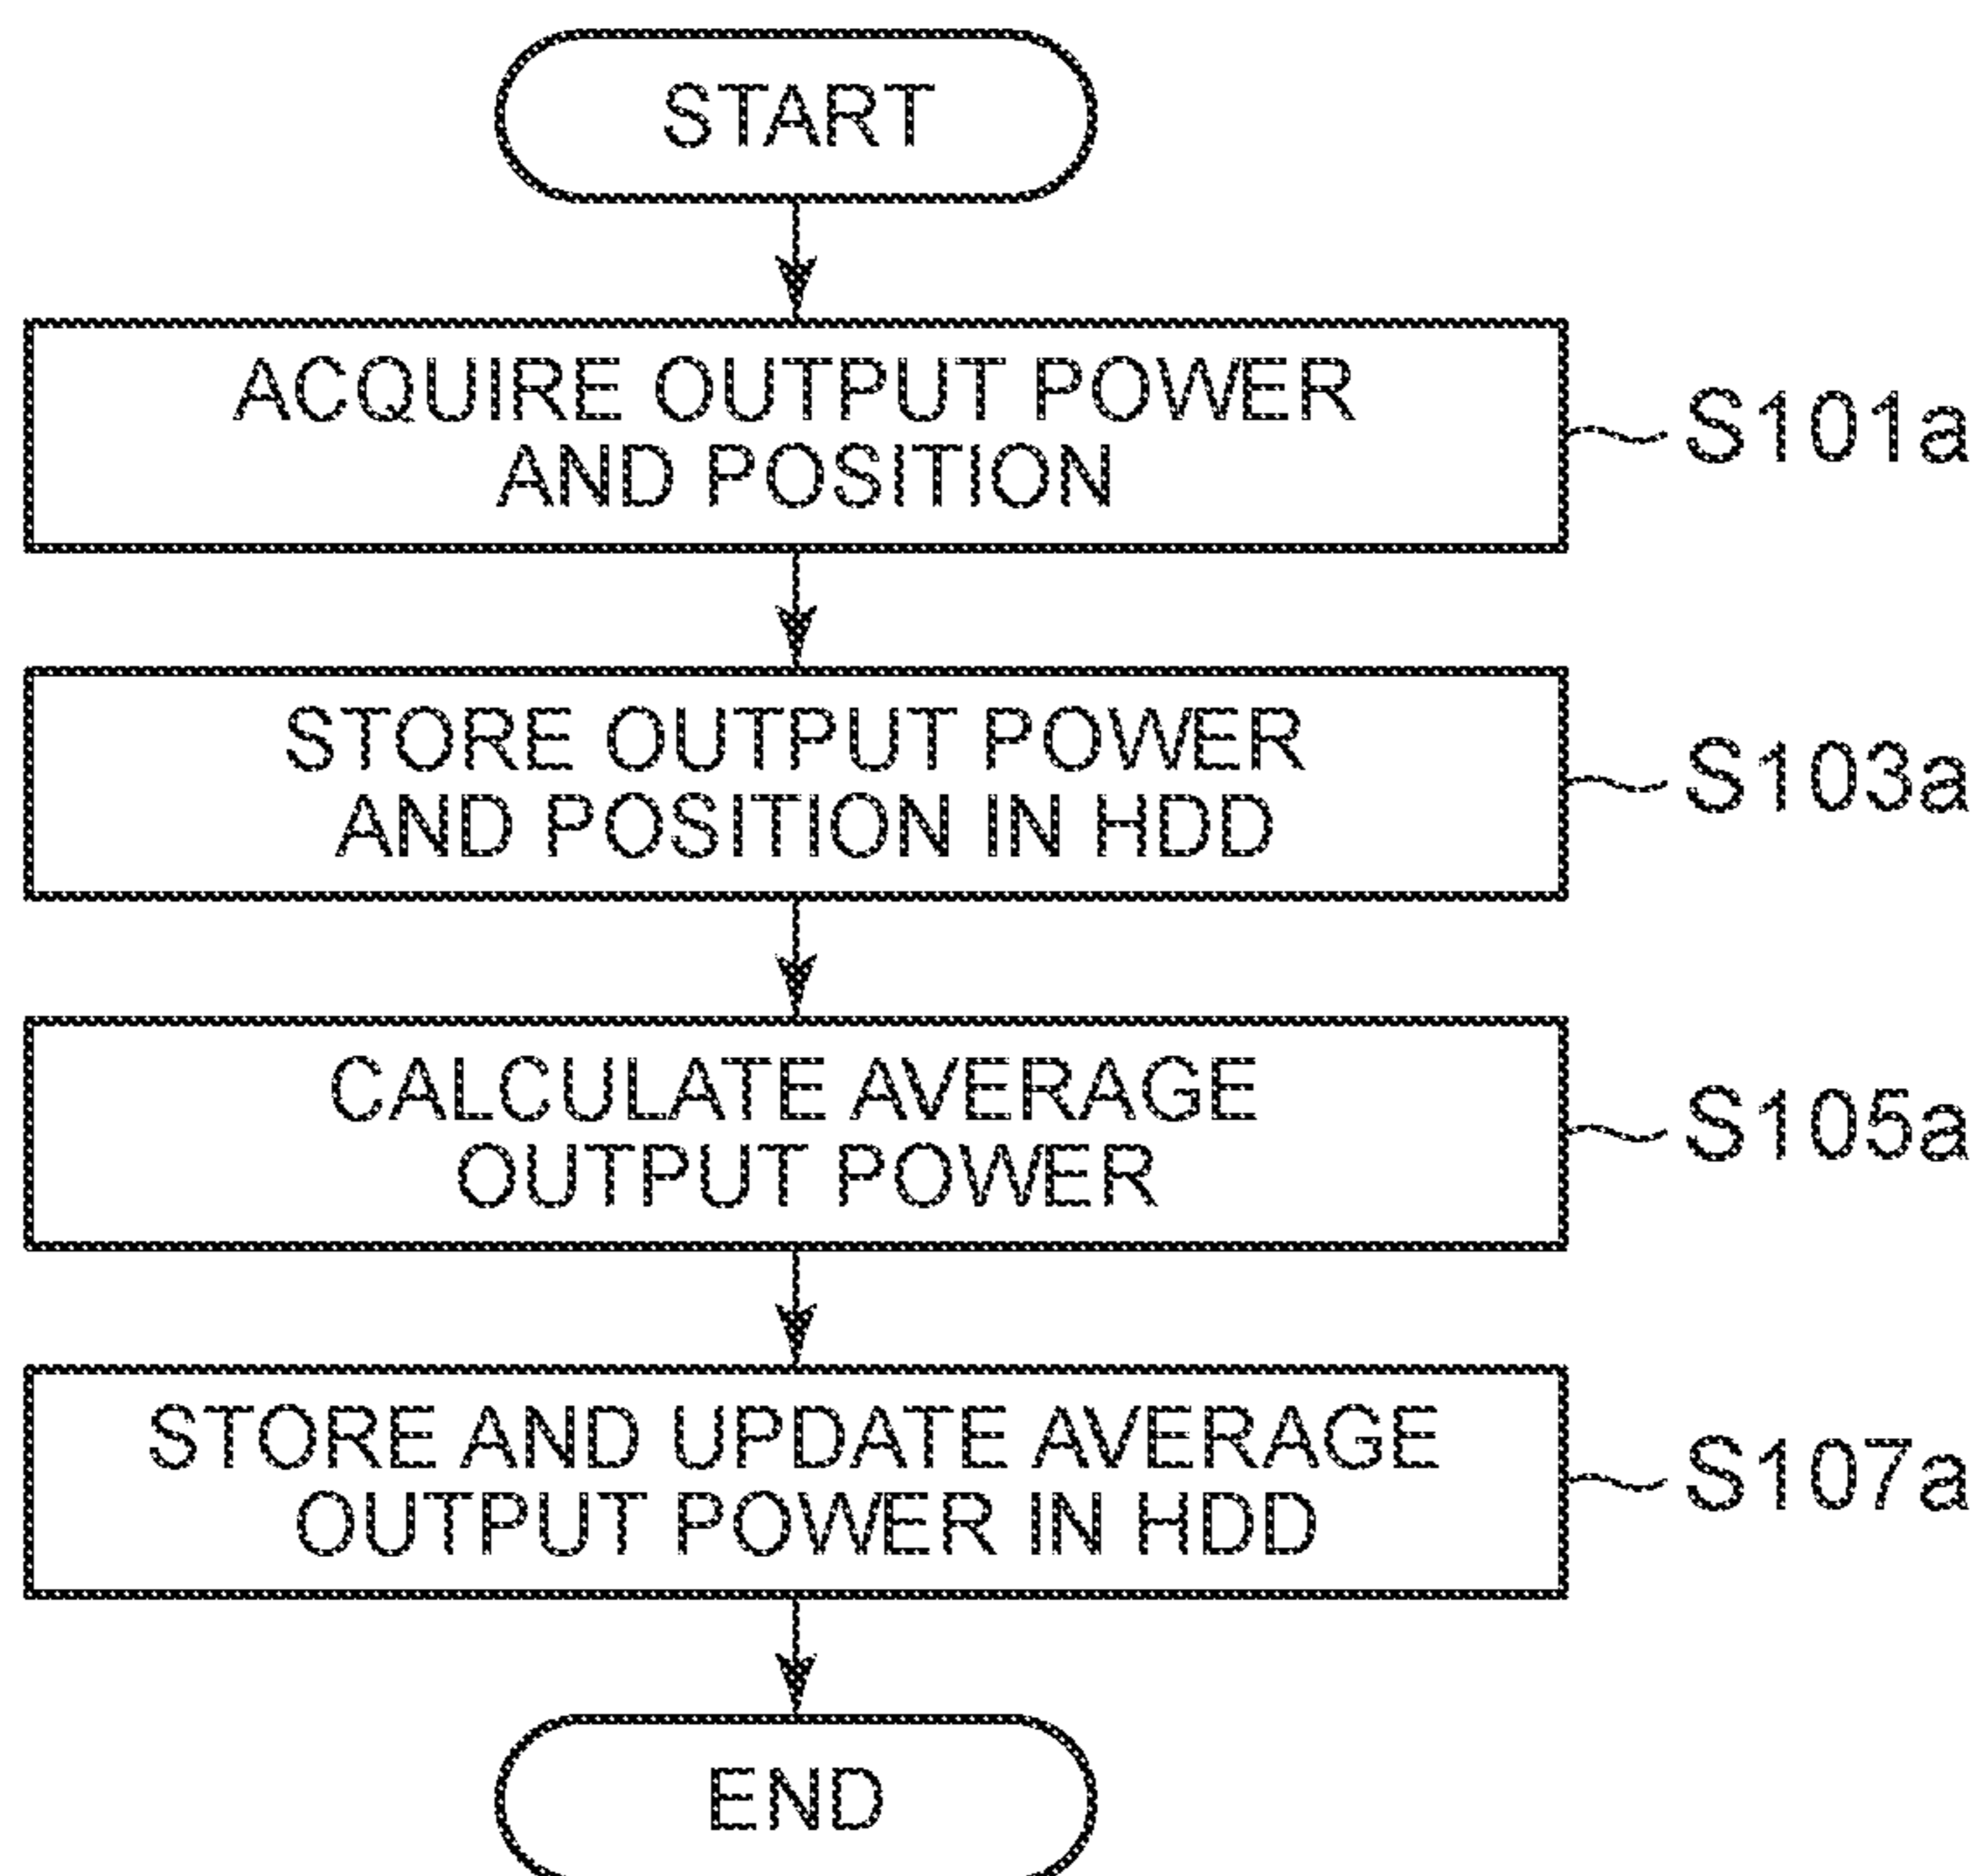 START
ACQUIRE OUTPUT POWER
AND POSITION
S101a
STORE OUTPUT POWER
AND POSITION IN HDD
S103a
CALCULATE AVERAGE
OUTPUT POWER
S105a
STORE AND UPDATE AVERAGE
OUTPUT POWER IN HDD
S107a
END